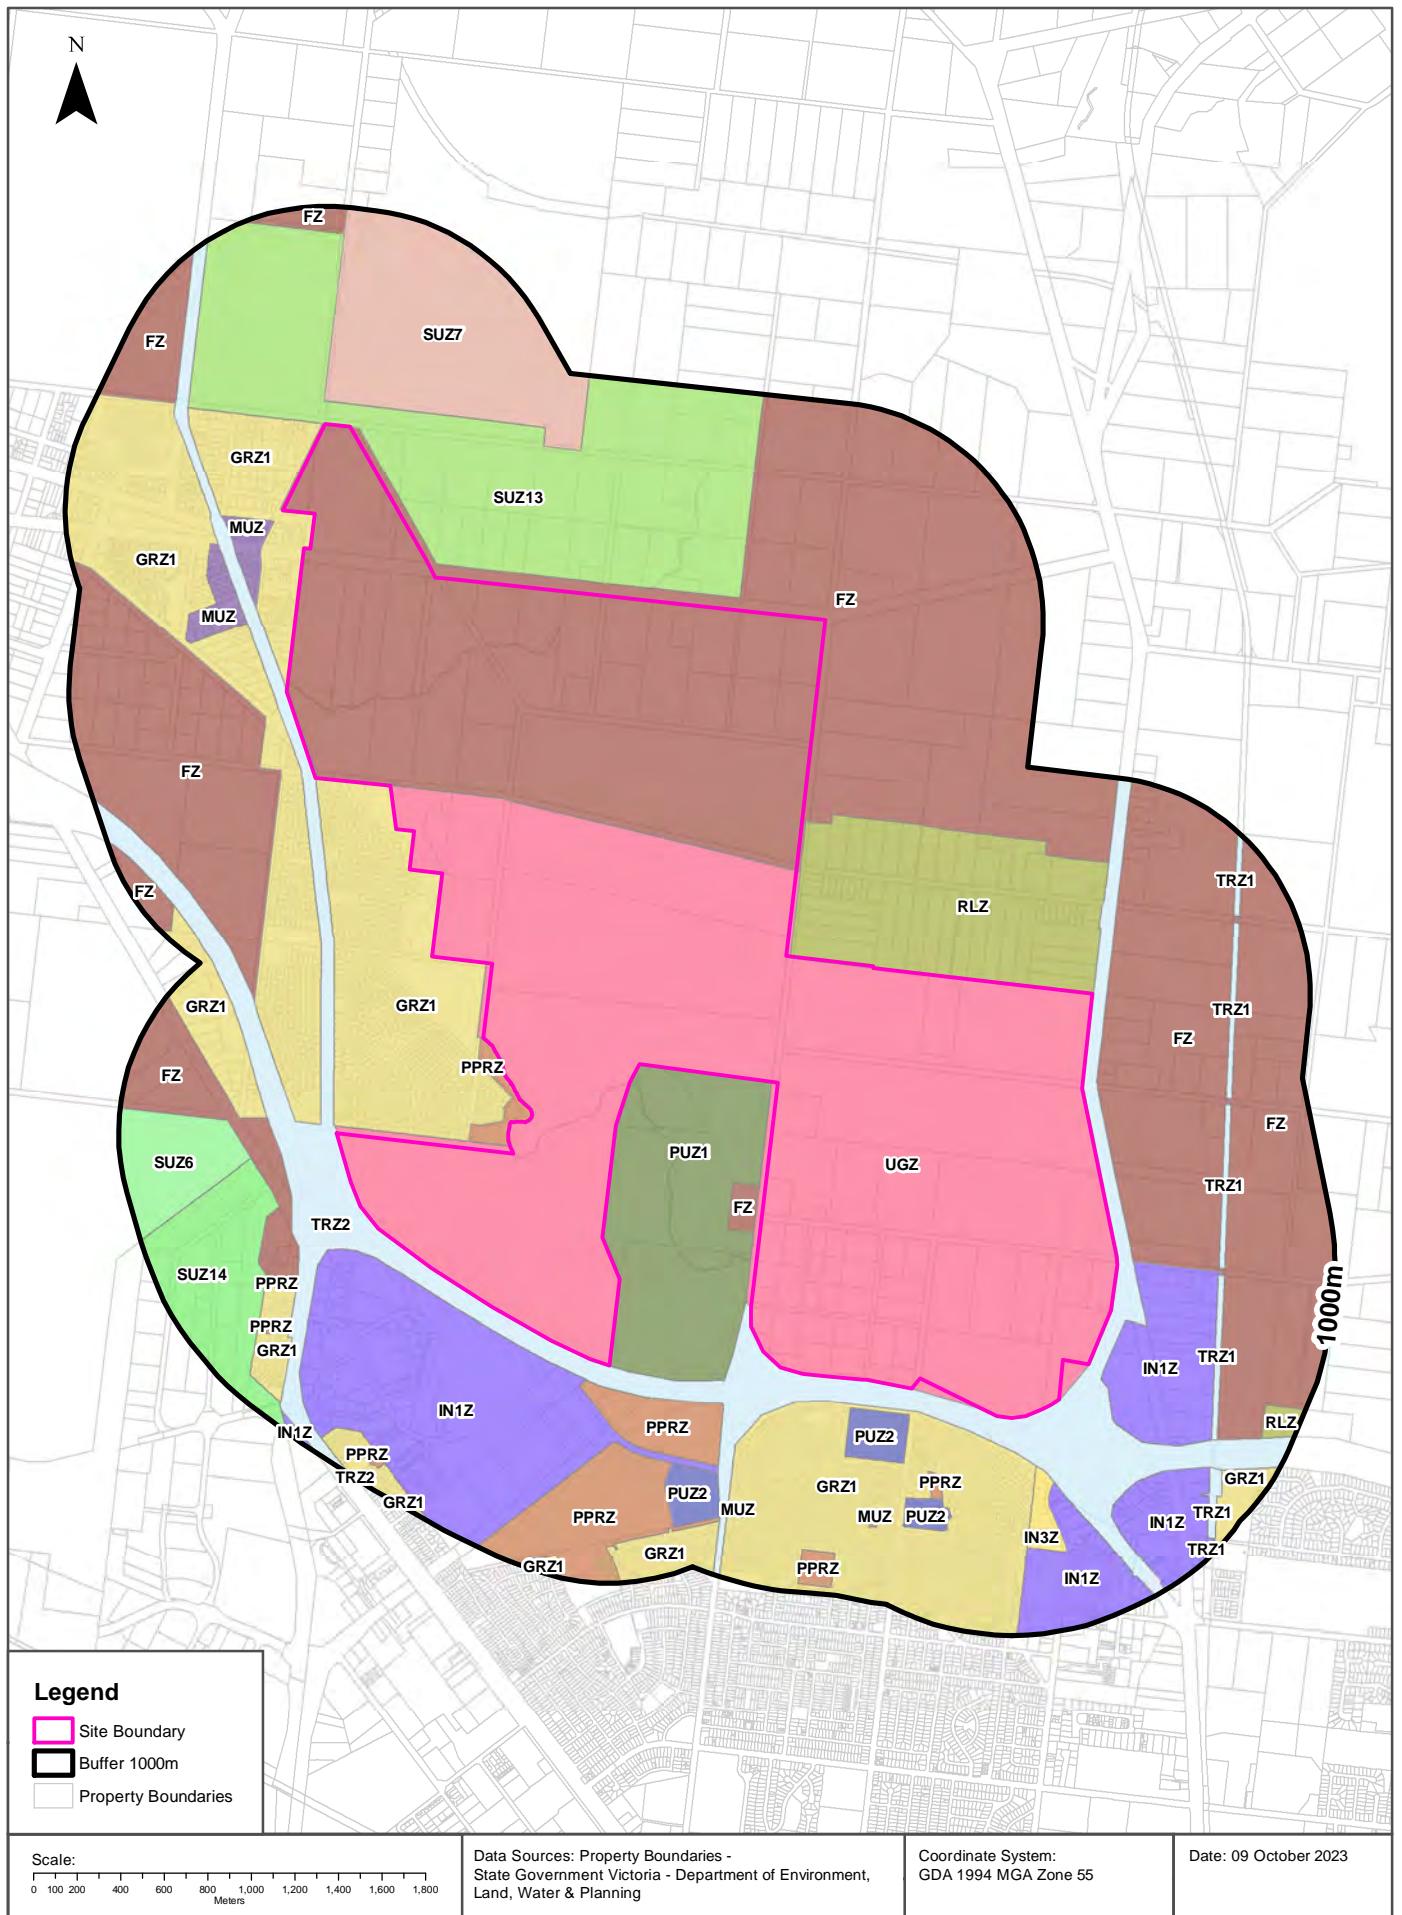 N
FZ
SUZ7
FZ
GRZ1
SUZ13
MUZ
GRZ1
FZ
MUZ
FZ
TRZ1
FZ
RLZ
GRZ1
GRZ1
TRZ1
FZ
PPRZ
FZ
FZ
PUZ1
SUZ6
UGZ
TRZ1
FZ
TRZ2
SUZ14
PPRZ
1000m
PPRZ
GRZ1
TRZ1
IN1Z
IN1Z
RLZ
PPRZ
IN1Z
PUZ2
PPRZ
TRZ2
GRZ1
PPRZ
GRZ1
PUZ2
GRZ1
MUZ
TRZ1
PPRZ
MUZ
PUZ2
IN1Z
IN3Z
TRZ1
GRZ1
GRZ1
PPRZ
IN1Z
Legend
Site Boundary
Buffer 1000m
Property Boundaries
Scale:
0 100 200 400 600 800 1,000 1,200 1,400 1,600 1,800
Meters
Data Sources: Property Boundaries -
State Government Victoria - Department of Environment,
Land, Water & Planning
Coordinate System:
GDA 1994 MGA Zone 55
Date: 09 October 2023